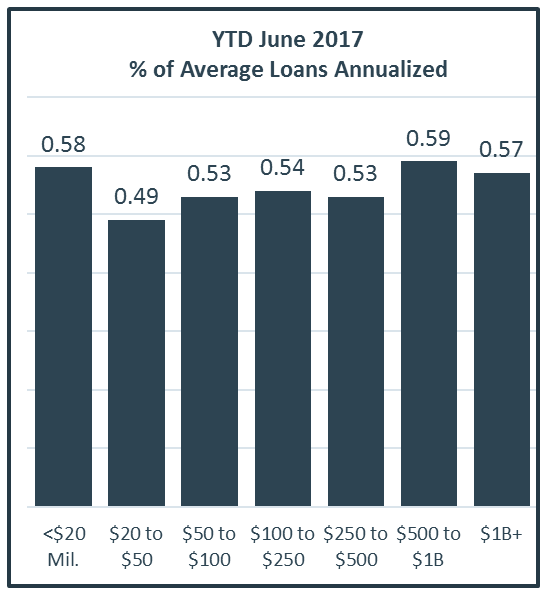 YTD June 2017
% of Average Loans Annualized
0.58
0.49
0.53
0.54
0.53
0.59
0.57
<$20 Mil.
$20 to $50
$50 to $100
$100 to $250
$250 to $500
$500 to $1B
$1B+